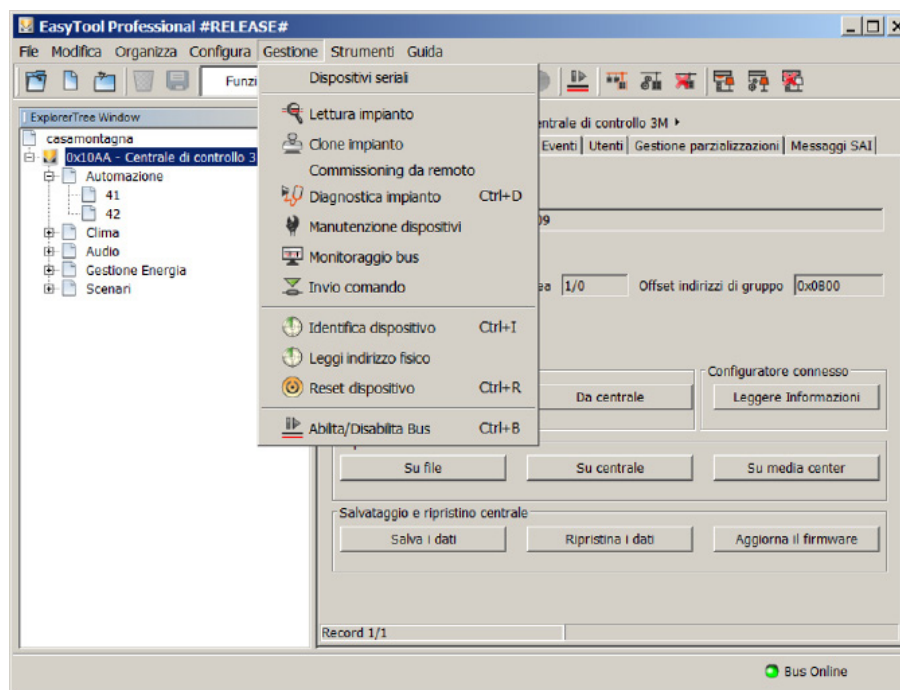 EasyTool Professional #RELEASE#
File Modifica Organizza Configura Gestione Strumenti Guida
Funzi
Dispositivi seriali
Lettura impianto
Clone impianto
Commissioning da remoto
Diagnostica impianto Ctrl+D
Manutenzione dispositivi
Monitoraggio bus
Invio comando
Identifica dispositivo Ctrl+I
Leggi indirizzo fisico
Reset dispositivo Ctrl+R
Abilita/Disabilita Bus Ctrl+B
ExplorerTree Window
casamontagna
0x10AA - Centrale di controllo 3
Automazione
41
42
Clima
Audio
Gestione Energia
Scenari
entrale di controllo 3M
Eventi Utenti Gestione parzializzazioni Messaggi SAI
09
ea 1/0 Offset indirizzi di gruppo 0x0800
Configuratore connesso
Da centrale Leggere Informazioni
Su file Su centrale Su media center
Salvataggio e ripristino centrale
Salva i dati Ripristina i dati Aggiorna il firmware
Record 1/1
Bus Online